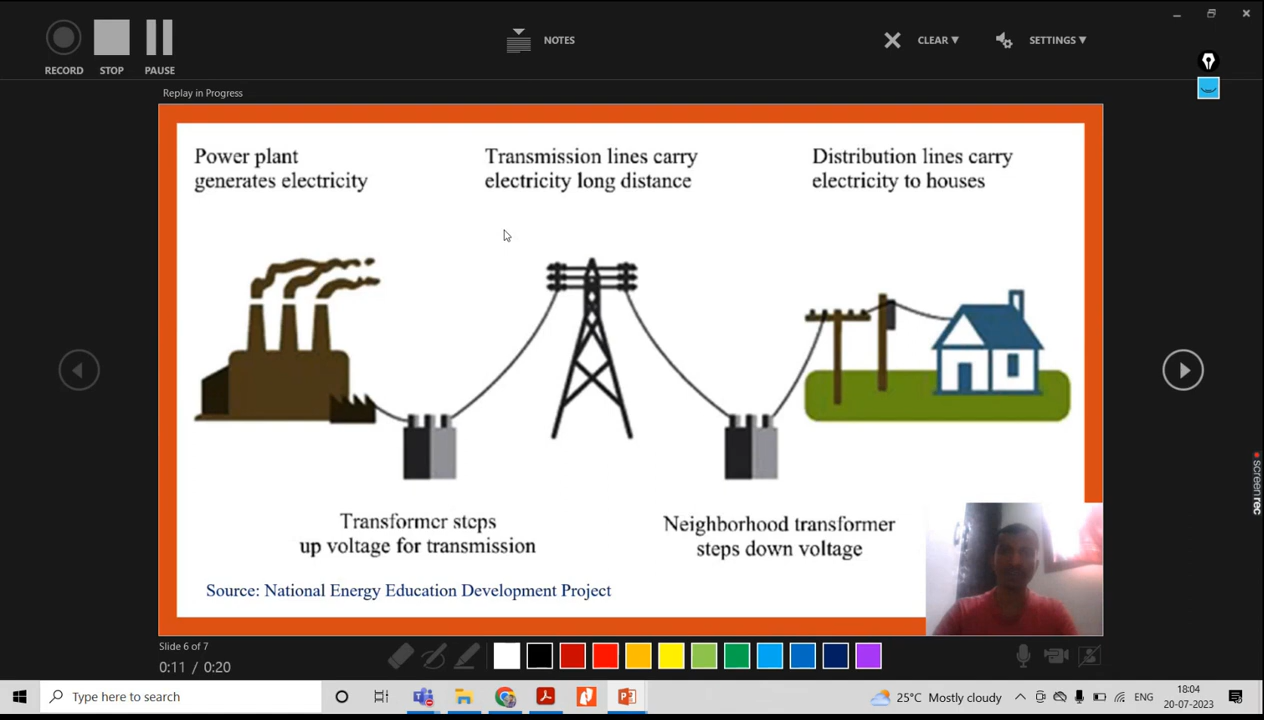 RECORD
STOP
PAUSE
NOTES
CLEAR
SETTINGS
Replay in Progress
Power plant
generates electricity
Transmission lines carry
electricity long distance
Distribution lines carry
electricity to houses
Transformer steps
up voltage for transmission
Neighborhood transformer
steps down voltage
Source: National Energy Education Development Project
Slide 6 of 7
0:11 / 0:20
screenrec
Type here to search
25°C Mostly cloudy
ENG
18:04
20-07-2023